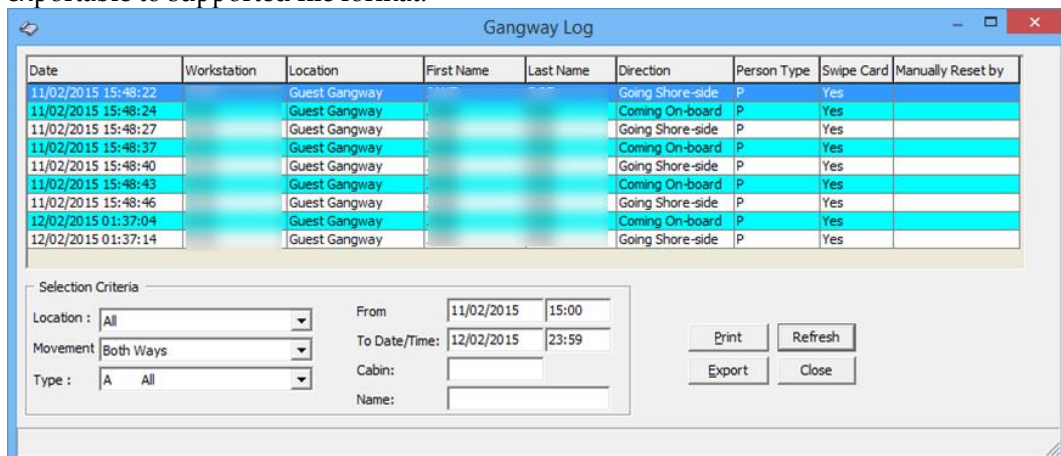 exportable to supported file format.
Gangway Log
Date Workstation Location First Name Last Name Direction Person Type Swipe Card Manually Reset by
11/02/2015 15:48:22 Guest Gangway Going Shore-side P Yes
11/02/2015 15:48:24 Guest Gangway Coming On-board P Yes
11/02/2015 15:48:27 Guest Gangway Going Shore-side P Yes
11/02/2015 15:48:37 Guest Gangway Coming On-board P Yes
11/02/2015 15:48:40 Guest Gangway Going Shore-side P Yes
11/02/2015 15:48:43 Guest Gangway Coming On-board P Yes
11/02/2015 15:48:46 Guest Gangway Going Shore-side P Yes
12/02/2015 01:37:04 Guest Gangway Coming On-board P Yes
12/02/2015 01:37:14 Guest Gangway Going Shore-side P Yes
Selection Criteria
Location : All
Movement Both Ways
Type : A All
From 11/02/2015 15:00
To Date/Time: 12/02/2015 23:59
Cabin:
Name:
Print Refresh
Export Close